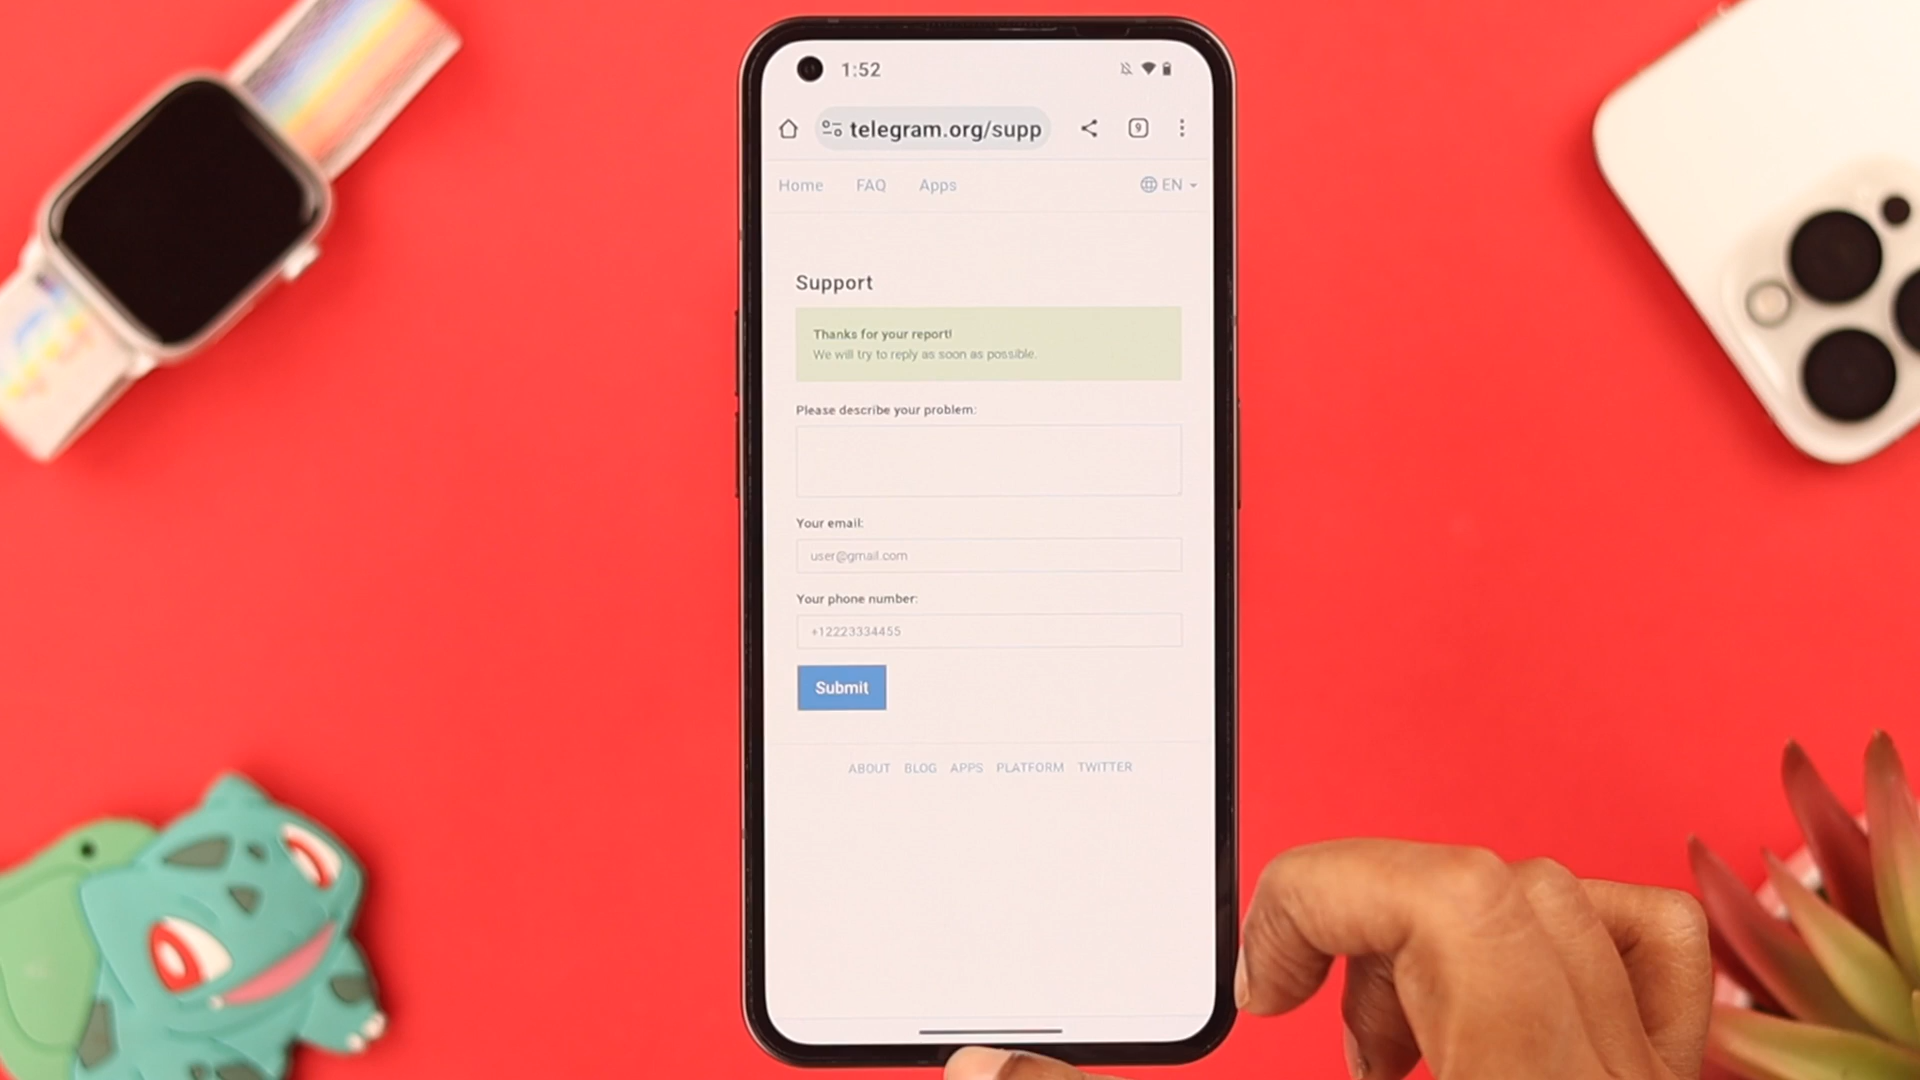 1:52
telegram.org/supp
9
Home FAQ Apps EN
Support
Thanks for your report!
We will try to reply as soon as possible.
Please describe your problem:
Your email:
user@gmail.com
Your phone number:
+12223334455
Submit
ABOUT BLOG APPS PLATFORM TWITTER